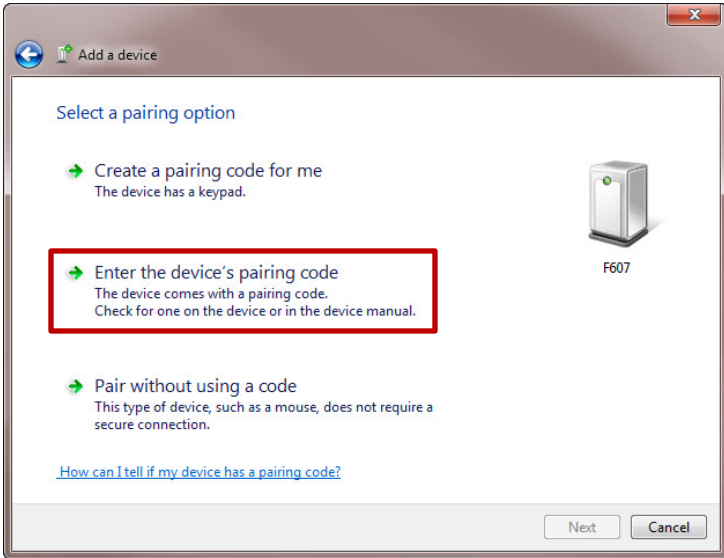 Add a device
Select a pairing option
Create a pairing code for me
The device has a keypad.
Enter the device's pairing code
The device comes with a pairing code.
Check for one on the device or in the device manual.
F607
Pair without using a code
This type of device, such as a mouse, does not require a
secure connection.
How can I tell if my device has a pairing code?
Next Cancel